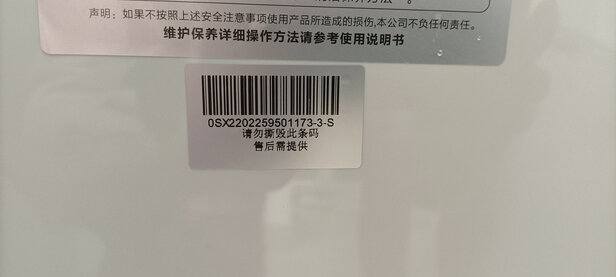 声明：如果不按照上述安全注意事项使用产品所造成的损伤,本公司不负任何责任。
维护保养详细操作方法请参考使用说明书
0SX2202259501173-3-S
请勿撕毁此条码
售后需提供